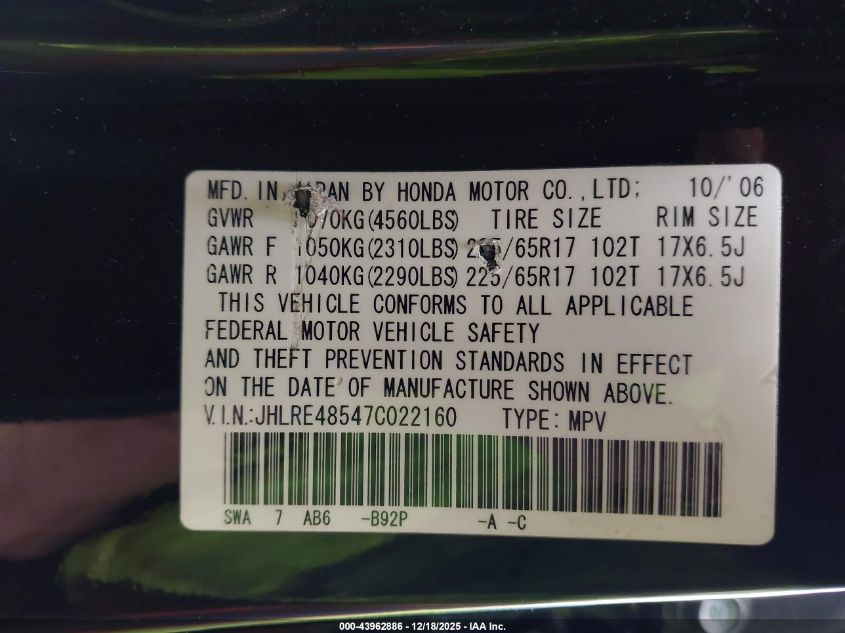 MFD. IN JAPAN BY HONDA MOTOR CO.,LTD; 10/'06
GVWR KG(4560LBS) TIRE SIZE RIM SIZE
GAWR F 1050KG(2310LBS) 225/65R17 102T 17X6.5J
GAWR R 1040KG(2290LBS) 225/65R17 102T 17X6.5J
THIS VEHICLE CONFORMS TO ALL APPLICABLE
FEDERAL MOTOR VEHICLE SAFETY
AND THEFT PREVENTION STANDARDS IN EFFECT
ON THE DATE OF MANUFACTURE SHOWN ABOVE.
V.I.N.:JHLRE48547C022160 TYPE: MPV
SWA 7 AB6 -B92P -A -C
000-43962886 - 12/18/2025 - IAA Inc.